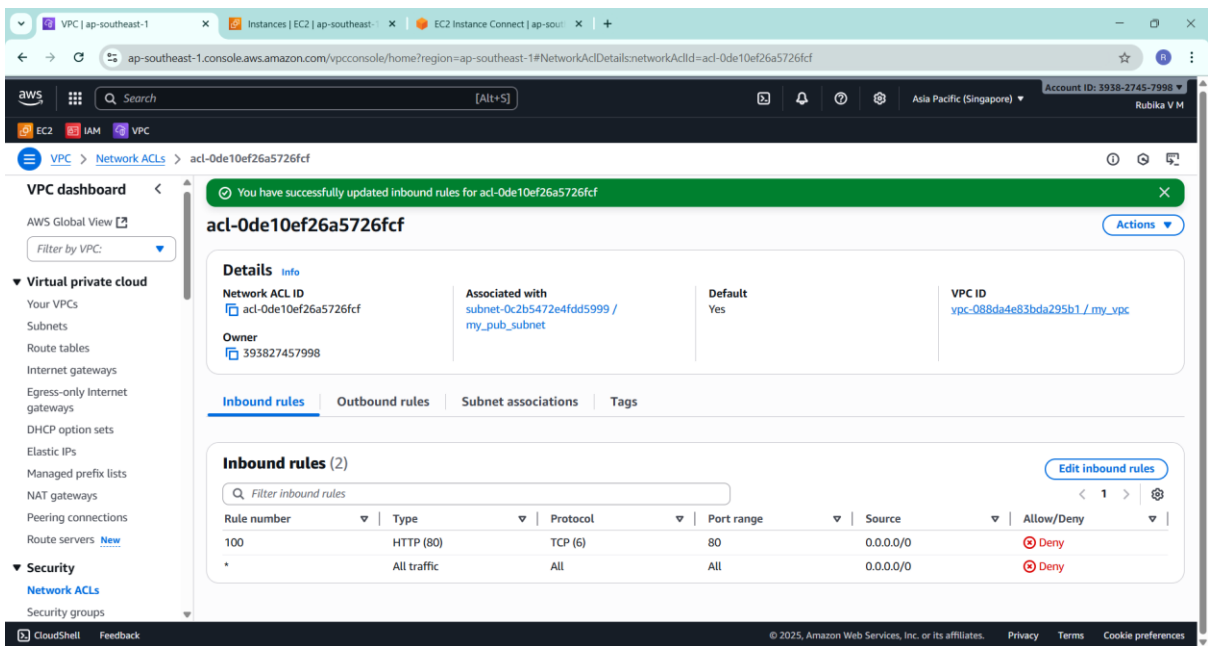 VPC | ap-southeast-1
Instances | EC2 | ap-southeast-1
EC2 Instance Connect | ap-sout
ap-southeast-1.console.aws.amazon.com/vpcconsole/home?region=ap-southeast-1#NetworkAclDetails:networkAclId=acl-0de10ef26a5726fcf
R
aws
Search
[Alt+S]
Asia Pacific (Singapore)
Account ID: 3938-2745-7998
Rubika V M
EC2 IAM VPC
VPC > Network ACLs > acl-0de10ef26a5726fcf
VPC dashboard
AWS Global View
Filter by VPC:
Virtual private cloud
Your VPCs
Subnets
Route tables
Internet gateways
Egress-only Internet
gateways
DHCP option sets
Elastic IPs
Managed prefix lists
NAT gateways
Peering connections
Route servers New
Security
Network ACLs
Security groups
You have successfully updated inbound rules for acl-0de10ef26a5726fcf
acl-0de10ef26a5726fcf
Actions
Details Info
Network ACL ID
acl-0de10ef26a5726fcf
Owner
393827457998
Associated with
subnet-0c2b5472e4fdd5999 /
my_pub_subnet
Default
Yes
VPC ID
vpc-088da4e83bda295b1 / my_vpc
Inbound rules Outbound rules Subnet associations Tags
Inbound rules (2)
Edit inbound rules
Filter inbound rules
1
Rule number Type Protocol Port range Source Allow/Deny
100 HTTP (80) TCP (6) 80 0.0.0.0/0 Deny
* All traffic All All 0.0.0.0/0 Deny
CloudShell Feedback
© 2025, Amazon Web Services, Inc. or its affiliates. Privacy Terms Cookie preferences